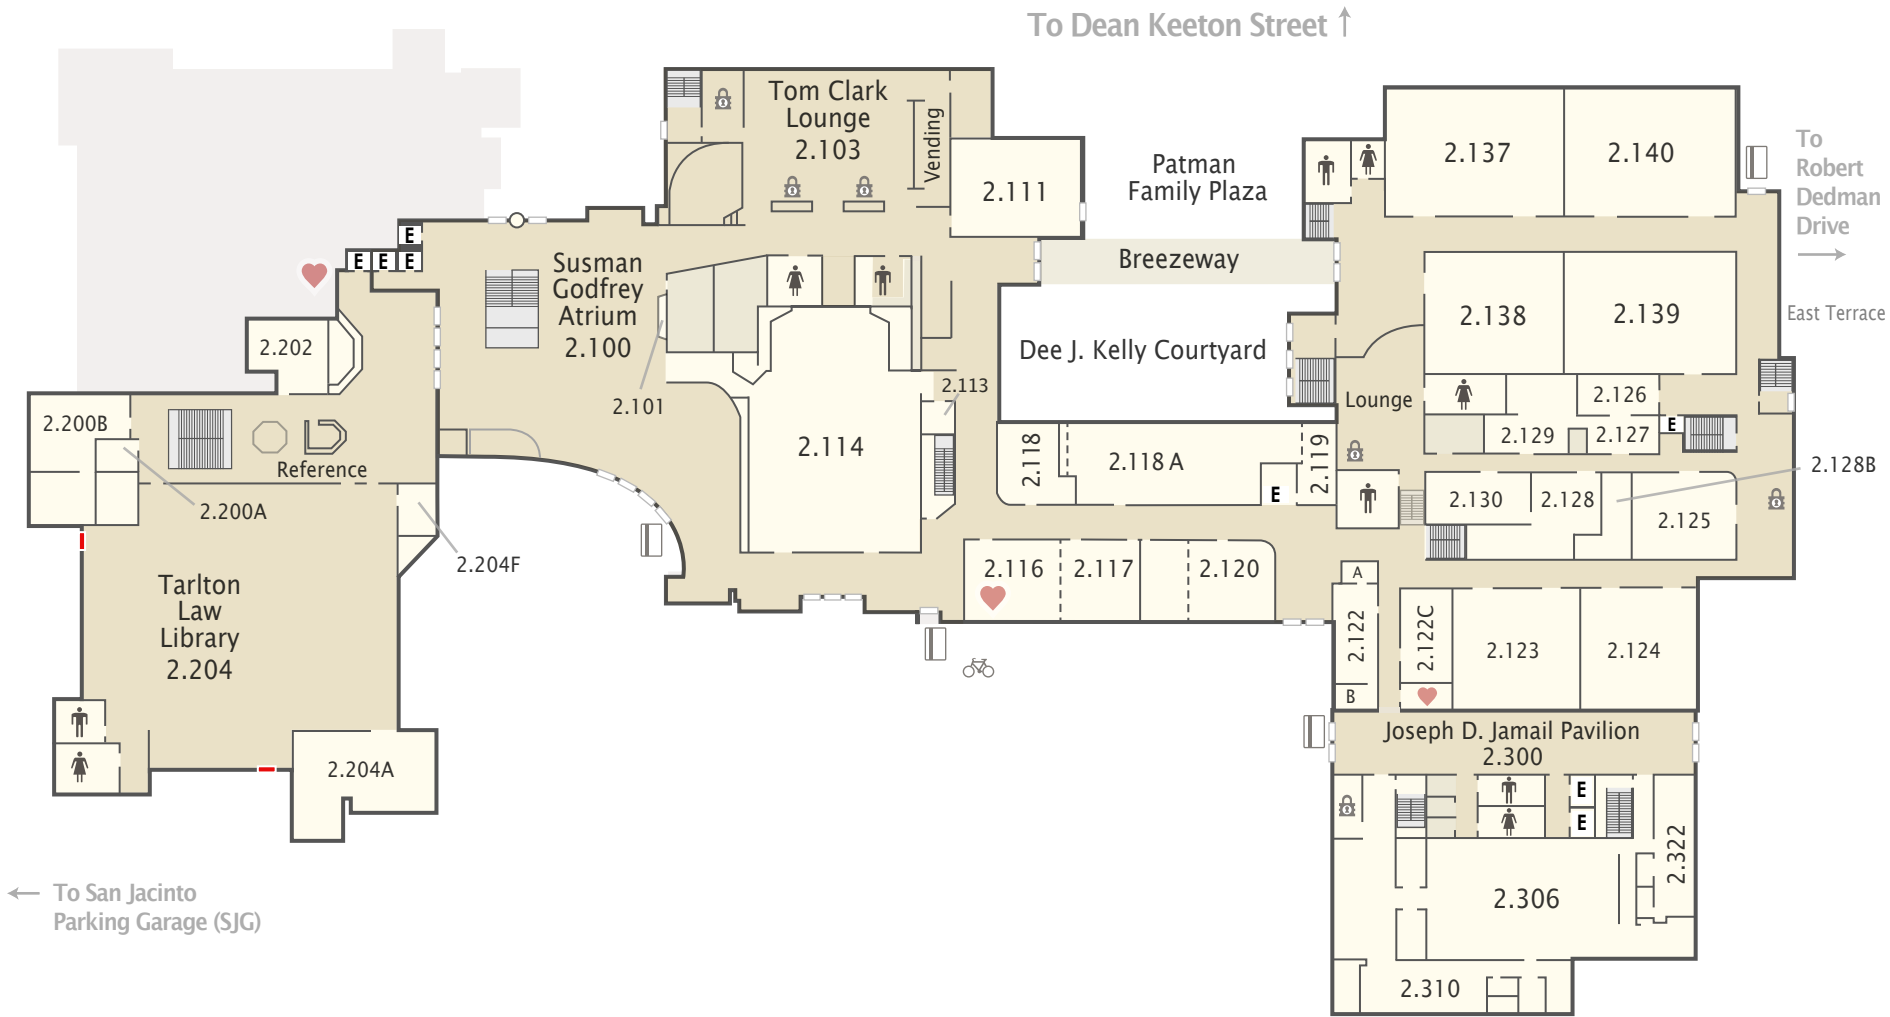 To Dean Keeton Street ↑
Tom Clark
Lounge
2.103
Vending
2.111
Patman
Family Plaza
Breezeway
Dee J. Kelly Courtyard
2.137
2.140
To
Robert
Dedman
Drive
→
East Terrace
2.138
2.139
E
E
E
E
Susman
Godfrey
Atrium
2.100
2.101
2.202
2.200B
2.200A
Reference
2.204F
Tarlton
Law
Library
2.204
2.204A
2.113
2.114
2.118
2.118 A
E
2.119
Lounge
2.126
2.129
2.127
E
2.128B
2.130
2.128
2.125
2.116
2.117
2.120
A
2.122
B
2.122C
2.123
2.124
Joseph D. Jamail Pavilion
2.300
E
E
2.322
2.306
2.310
← To San Jacinto
Parking Garage (SJG)